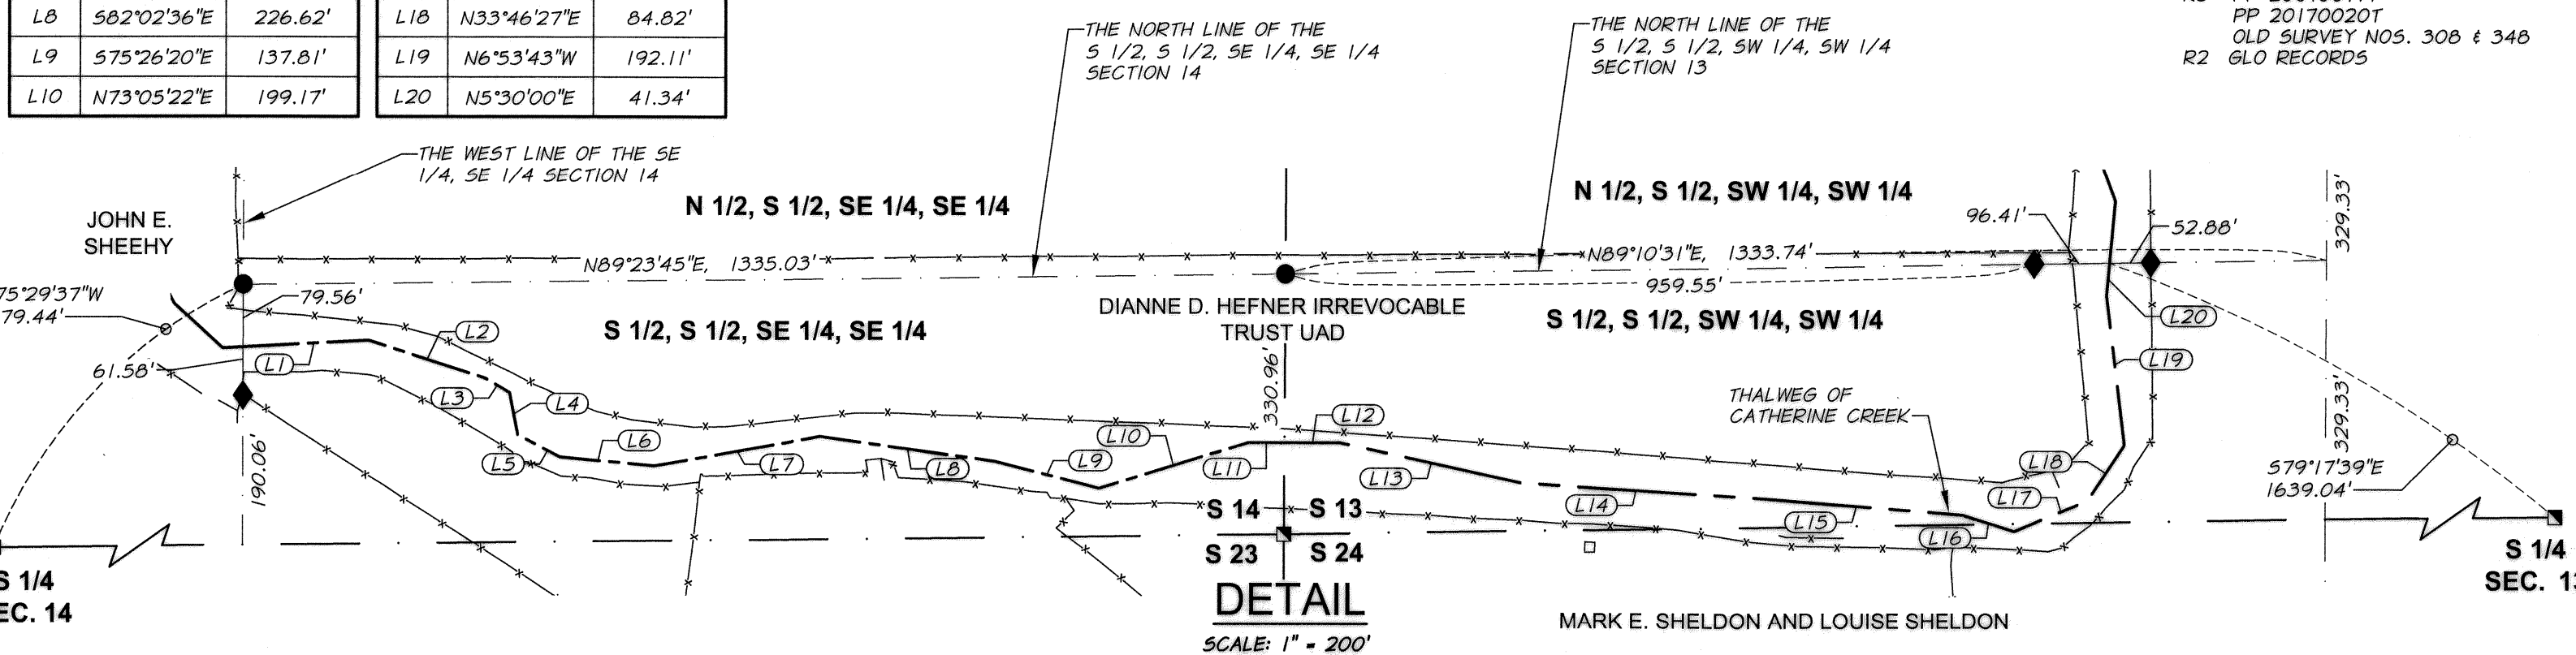 L8 S82°02'36"E 226.62'
L9 S75°26'20"E 137.81'
L10 N73°05'22"E 199.17'
L18 N33°46'27"E 84.82'
L19 N6°53'43"W 192.11'
L20 N5°30'00"E 41.34'
THE NORTH LINE OF THE
S 1/2, S 1/2, SE 1/4, SE 1/4
SECTION 14
THE NORTH LINE OF THE
S 1/2, S 1/2, SW 1/4, SW 1/4
SECTION 13
PP 20170020T
OLD SURVEY NOS. 308 & 348
R2 GLO RECORDS
THE WEST LINE OF THE SE
1/4, SE 1/4 SECTION 14
JOHN E.
SHEEHY
N 1/2, S 1/2, SE 1/4, SE 1/4
N 1/2, S 1/2, SW 1/4, SW 1/4
96.41'
52.88'
329.33'
N89°23'45"E, 1335.03'
N89°10'31"E, 1333.74'
959.55'
75°29'37"W
79.44'
79.56'
61.58'
190.06'
DIANNE D. HEFNER IRREVOCABLE
TRUST UAD
S 1/2, S 1/2, SE 1/4, SE 1/4
S 1/2, S 1/2, SW 1/4, SW 1/4
330.96'
329.33'
L1
L2
L3
L4
L5
L6
L7
L8
L9
L10
L11
L12
L13
L14
L15
L16
L17
L18
L19
L20
THALWEG OF
CATHERINE CREEK
S79°17'39"E
1639.04'
S 14 S 13
S 23 S 24
S 1/4
EC. 14
S 1/4
SEC. 13
DETAIL
SCALE: 1" = 200'
MARK E. SHELDON AND LOUISE SHELDON